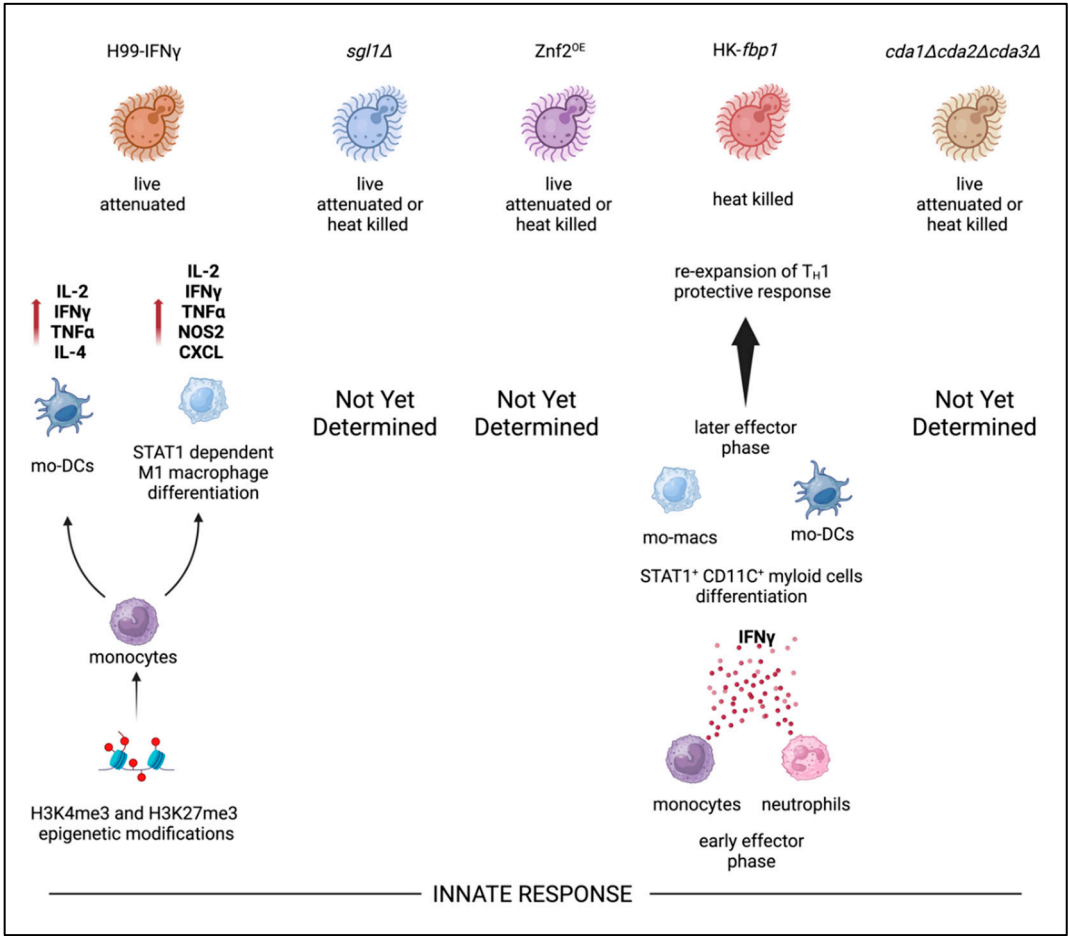 H99-IFNγ
sgl1Δ
Znf2OE
HK-fbp1
cda1Δcda2Δcda3Δ
live
attenuated
live
attenuated or
heat killed
live
attenuated or
heat killed
heat killed
live
attenuated or
heat killed
IL-2
IFNγ
TNFα
IL-4
IL-2
IFNγ
TNFα
NOS2
CXCL
mo-DCs
STAT1 dependent
M1 macrophage
differentiation
monocytes
H3K4me3 and H3K27me3
epigenetic modifications
Not Yet
Determined
Not Yet
Determined
re-expansion of TH1
protective response
later effector
phase
mo-macs
mo-DCs
STAT1+ CD11C+ myloid cells
differentiation
IFNγ
monocytes
neutrophils
early effector
phase
Not Yet
Determined
INNATE RESPONSE